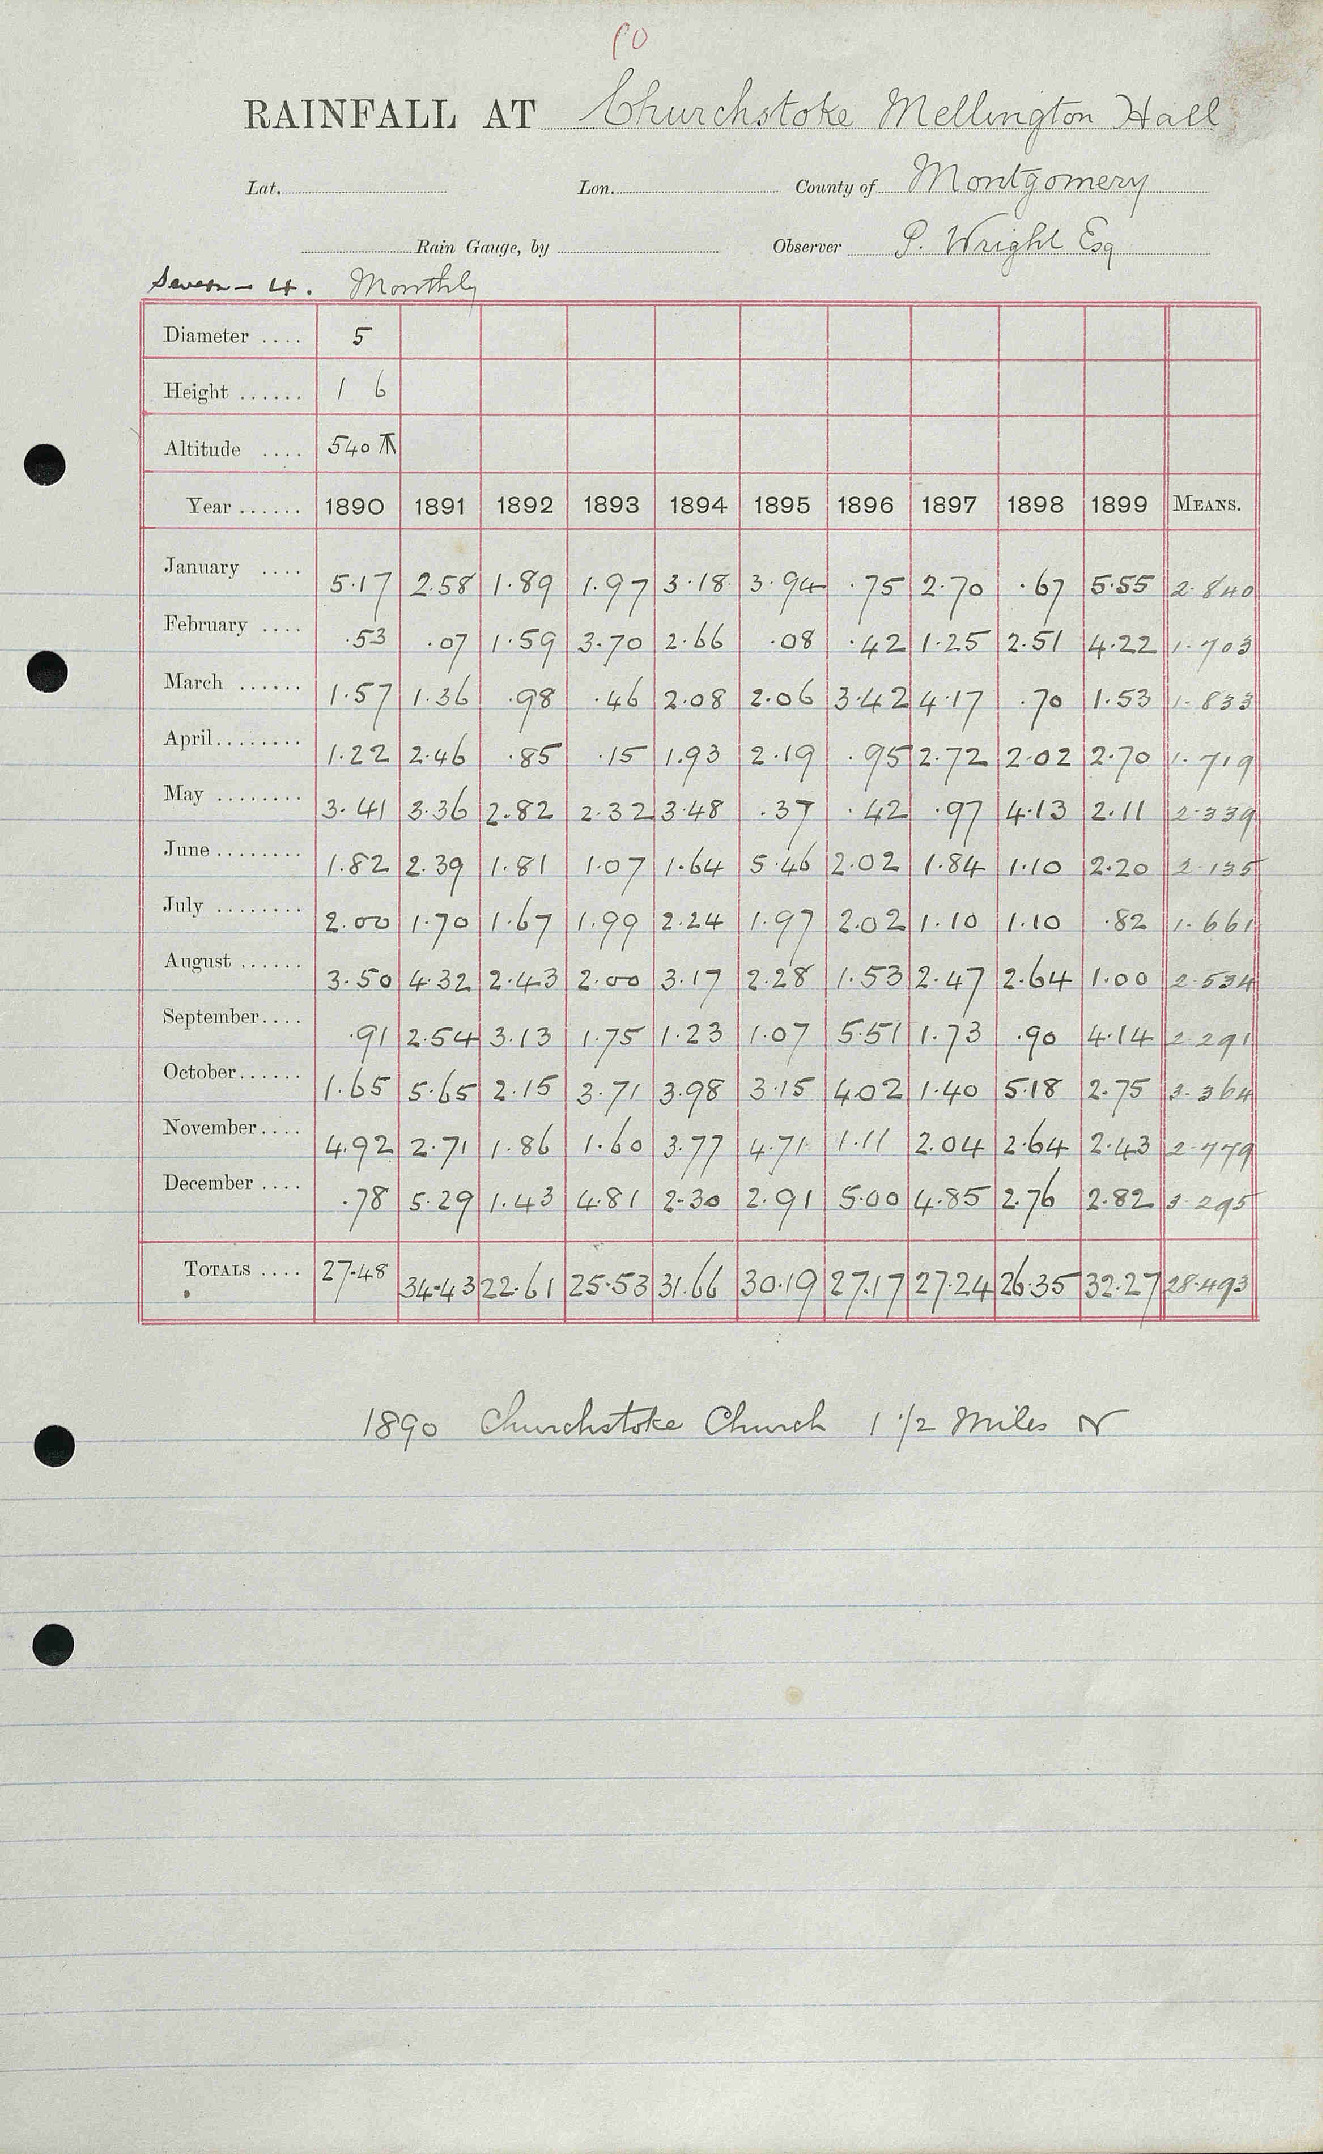 10
RAINFALL AT Churchstoke Mellington Hall
Lat. Lon. County of Montgomery
Rain Gauge, by Observer P. Wright Esq
Severn 4. Monthly
Diameter .... 5
Height ...... 1 6
Altitude .... 540
Year ...... 1890 1891 1892 1893 1894 1895 1896 1897 1898 1899 MEANS.
January .... 5.17 2.58 1.89 1.97 3.18 3.94 .75 2.70 .67 5.55 2.840
February .... .53 .07 1.59 3.70 2.66 .08 .42 1.25 2.51 4.22 1.703
March ...... 1.57 1.36 .98 .46 2.08 2.06 3.42 4.17 .70 1.53 1.833
April........ 1.22 2.46 .85 .15 1.93 2.19 .95 2.72 2.02 2.70 1.719
May ........ 3.41 3.36 2.82 2.32 3.48 .37 .42 .97 4.13 2.11 2.339
June........ 1.82 2.39 1.81 1.07 1.64 5.46 2.02 1.84 1.10 2.20 2.135
July ........ 2.00 1.70 1.67 1.99 2.24 1.97 2.02 1.10 1.10 .82 1.661
August ...... 3.50 4.32 2.43 2.00 3.17 2.28 1.53 2.47 2.64 1.00 2.534
September.... .91 2.54 3.13 1.75 1.23 1.07 5.51 1.73 .90 4.14 2.291
October...... 1.65 5.65 2.15 3.71 3.98 3.15 4.02 1.40 5.18 2.75 3.364
November.... 4.92 2.71 1.86 1.60 3.77 4.71 1.11 2.04 2.64 2.43 2.779
December .... .78 5.29 1.43 4.81 2.30 2.91 5.00 4.85 2.76 2.82 3.295
TOTALS .... 27.48 34.43 22.61 25.53 31.66 30.19 27.17 27.24 26.35 32.27 28.493
1890 Churchstoke Church 1 1/2 Miles N